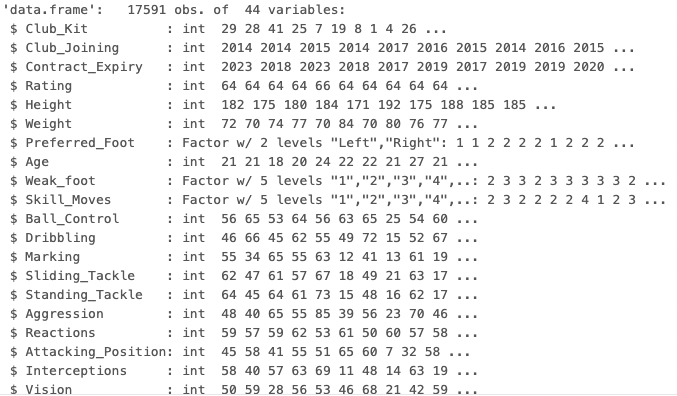 'data.frame':   17591 obs. of  44 variables:
 $ Club_Kit          : int  29 28 41 25 7 19 8 1 4 26 ...
 $ Club_Joining      : int  2014 2014 2015 2014 2017 2016 2015 2014 2016 2015 ...
 $ Contract_Expiry   : int  2023 2018 2023 2018 2017 2019 2017 2019 2019 2020 ...
 $ Rating            : int  64 64 64 64 66 64 64 64 64 64 ...
 $ Height            : int  182 175 180 184 171 192 175 188 185 185 ...
 $ Weight            : int  72 70 74 77 70 84 70 80 76 77 ...
 $ Preferred_Foot    : Factor w/ 2 levels "Left","Right": 1 1 2 2 2 2 1 2 2 2 ...
 $ Age               : int  21 21 18 20 24 22 22 21 27 21 ...
 $ Weak_foot         : Factor w/ 5 levels "1","2","3","4",..: 2 3 3 2 3 3 3 3 3 2 ...
 $ Skill_Moves       : Factor w/ 5 levels "1","2","3","4",..: 2 3 2 2 2 2 4 1 2 3 ...
 $ Ball_Control      : int  56 65 53 64 56 63 65 25 54 60 ...
 $ Dribbling         : int  46 66 45 62 55 49 72 15 52 67 ...
 $ Marking           : int  55 34 65 55 63 12 41 13 61 19 ...
 $ Sliding_Tackle    : int  62 47 61 57 67 18 49 21 63 17 ...
 $ Standing_Tackle   : int  64 45 64 61 73 15 48 16 62 17 ...
 $ Aggression        : int  48 40 65 55 85 39 56 23 70 46 ...
 $ Reactions         : int  59 57 59 62 53 61 50 60 57 58 ...
 $ Attacking_Position: int  45 58 41 55 51 65 60 7 32 58 ...
 $ Interceptions     : int  58 40 57 63 69 11 48 14 63 19 ...
 $ Vision            : int  50 59 28 56 53 46 68 21 42 59 ...